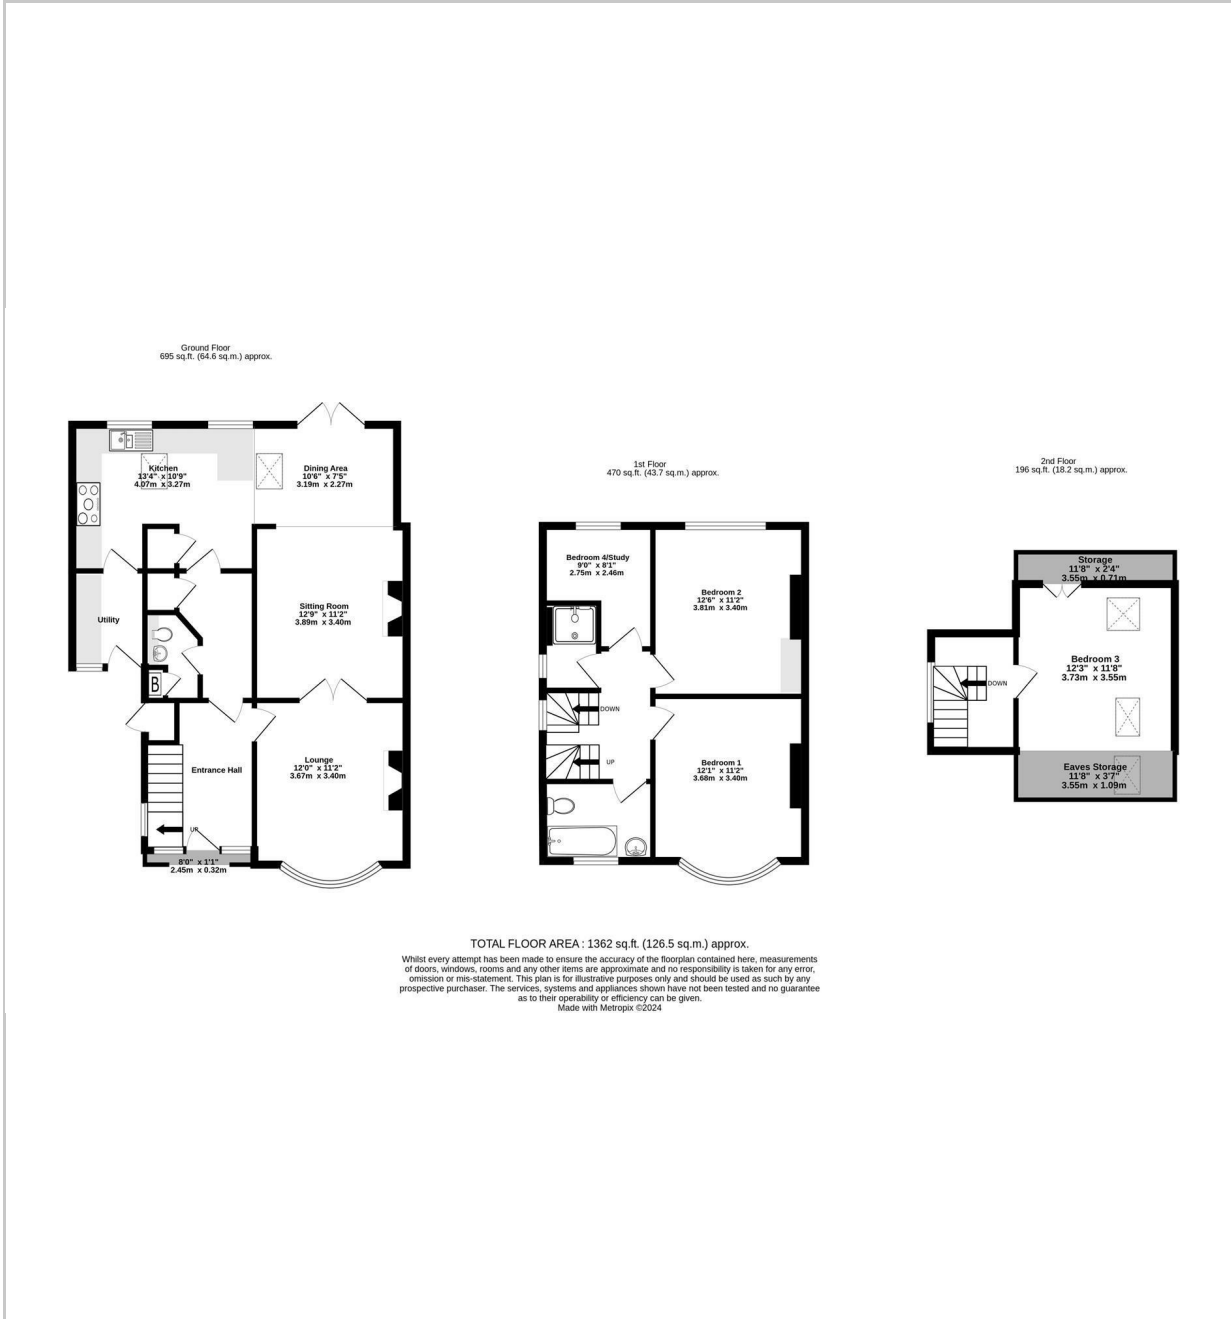 Ground Floor
695 sq.ft. (64.6 sq.m.) approx.
Kitchen
13'4" x 10'9"
4.07m x 3.27m
Dining Area
10'6" x 7'5"
3.19m x 2.27m
Sitting Room
12'9" x 11'2"
3.89m x 3.40m
Utility
B
Lounge
12'0" x 11'2"
3.67m x 3.40m
Entrance Hall
UP
8'0" x 1'1"
2.45m x 0.32m
1st Floor
470 sq.ft. (43.7 sq.m.) approx.
Bedroom 4/Study
9'0" x 8'1"
2.75m x 2.46m
Bedroom 2
12'6" x 11'2"
3.81m x 3.40m
DOWN
UP
Bedroom 1
12'1" x 11'2"
3.68m x 3.40m
2nd Floor
196 sq.ft. (18.2 sq.m.) approx.
Storage
11'8" x 2'4"
3.55m x 0.71m
Bedroom 3
12'3" x 11'8"
3.73m x 3.55m
DOWN
Eaves Storage
11'8" x 3'7"
3.55m x 1.09m
TOTAL FLOOR AREA : 1362 sq.ft. (126.5 sq.m.) approx.
Whilst every attempt has been made to ensure the accuracy of the floorplan contained here, measurements
of doors, windows, rooms and any other items are approximate and no responsibility is taken for any error,
omission or mis-statement. This plan is for illustrative purposes only and should be used as such by any
prospective purchaser. The services, systems and appliances shown have not been tested and no guarantee
as to their operability or efficiency can be given.
Made with Metropix ©2024